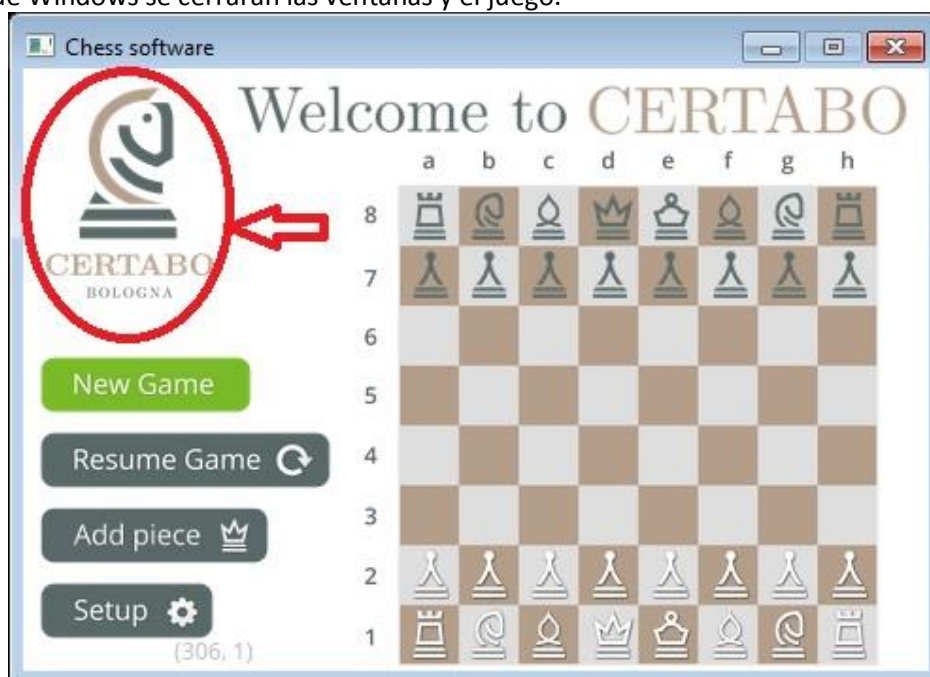 de Windows se cerrarán las ventanas y el juego.
Chess software
Welcome to CERTABO
a b c d e f g h
8
CERTABO
BOLOGNA
7
6
New Game
5
Resume Game
4
3
Add piece
2
Setup
1
(306, 1)